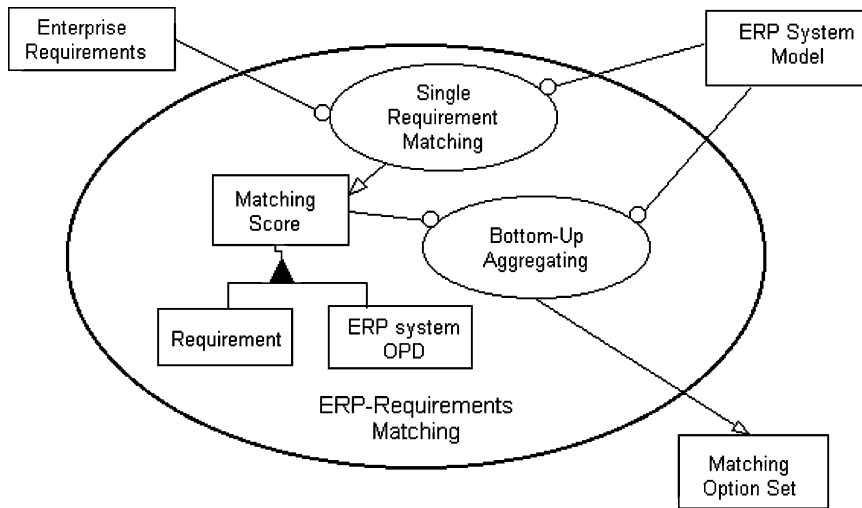 Enterprise
Requirements
ERP System
Model
Single
Requirement
Matching
Matching
Score
Bottom-Up
Aggregating
Requirement
ERP system
OPD
ERP-Requirements
Matching
Matching
Option Set